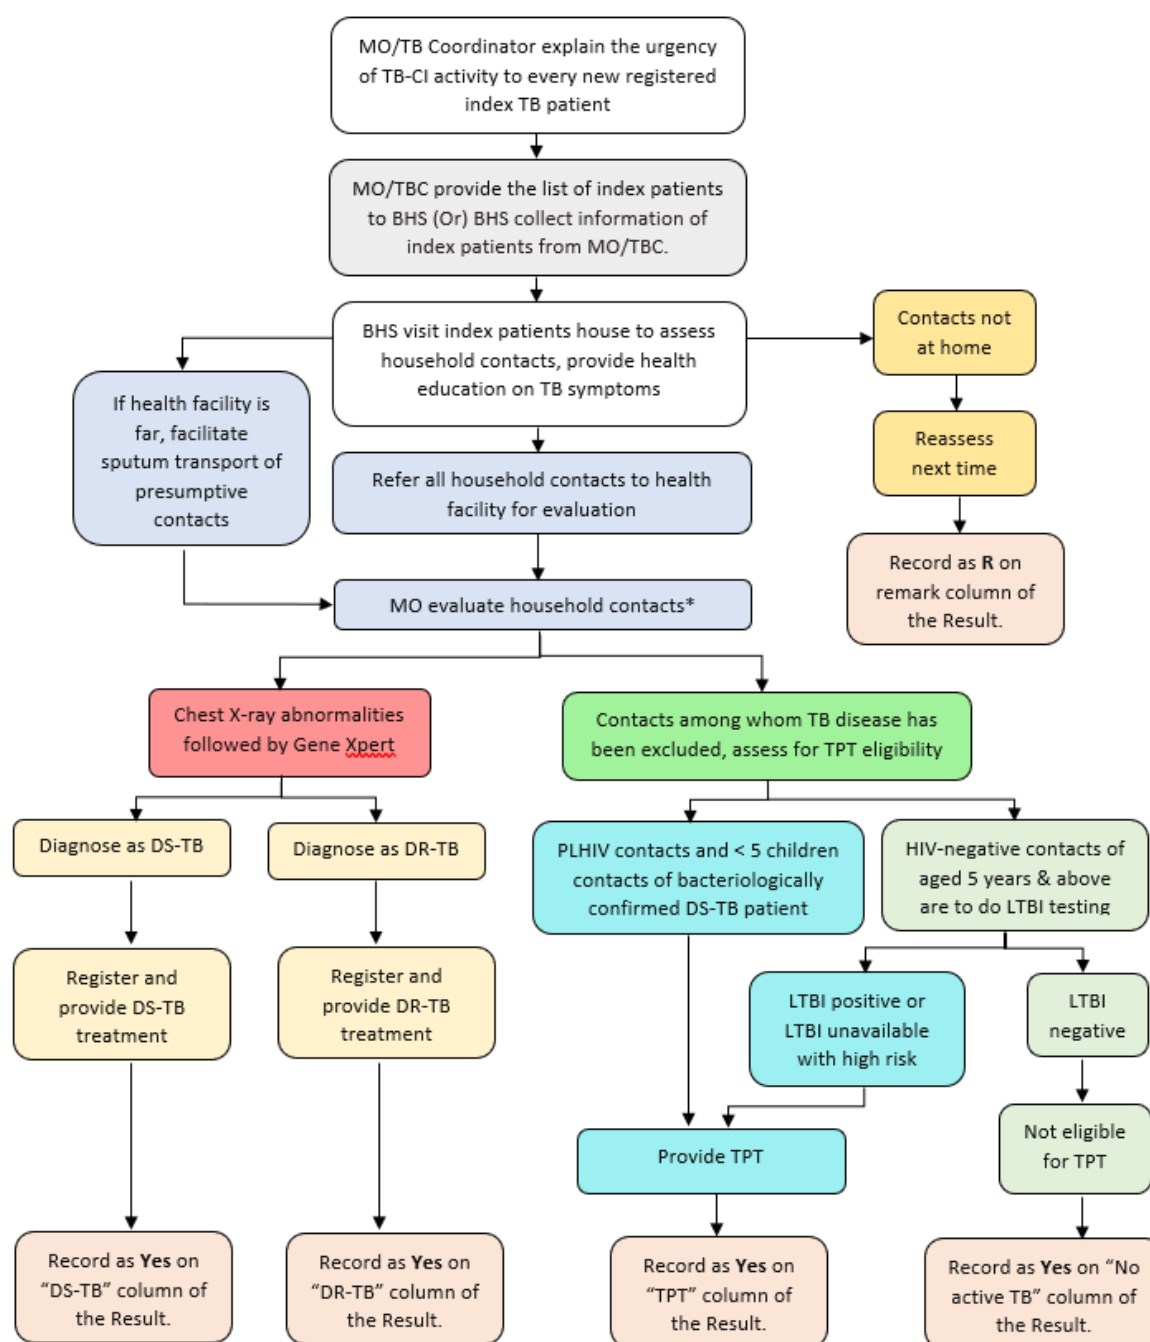 MO/TB Coordinator explain the urgency
of TB-CI activity to every new registered
index TB patient
MO/TBC provide the list of index patients
to BHS (Or) BHS collect information of
index patients from MO/TBC.
BHS visit index patients house to assess
household contacts, provide health
education on TB symptoms
Contacts not
at home
If health facility is
far, facilitate
sputum transport of
presumptive
contacts
Reassess
next time
Refer all household contacts to health
facility for evaluation
Record as R on
remark column of
the Result.
MO evaluate household contacts*
Chest X-ray abnormalities
followed by Gene Xpert
Contacts among whom TB disease has
been excluded, assess for TPT eligibility
Diagnose as DS-TB
Diagnose as DR-TB
PLHIV contacts and < 5 children
contacts of bacteriologically
confirmed DS-TB patient
HIV-negative contacts of
aged 5 years & above
are to do LTBI testing
Register and
provide DS-TB
treatment
Register and
provide DR-TB
treatment
LTBI positive or
LTBI unavailable
with high risk
LTBI
negative
Provide TPT
Not eligible
for TPT
Record as Yes on
“DS-TB” column of
the Result.
Record as Yes on
“DR-TB” column of
the Result.
Record as Yes on
“TPT” column of
the Result.
Record as Yes on “No
active TB” column of
the Result.